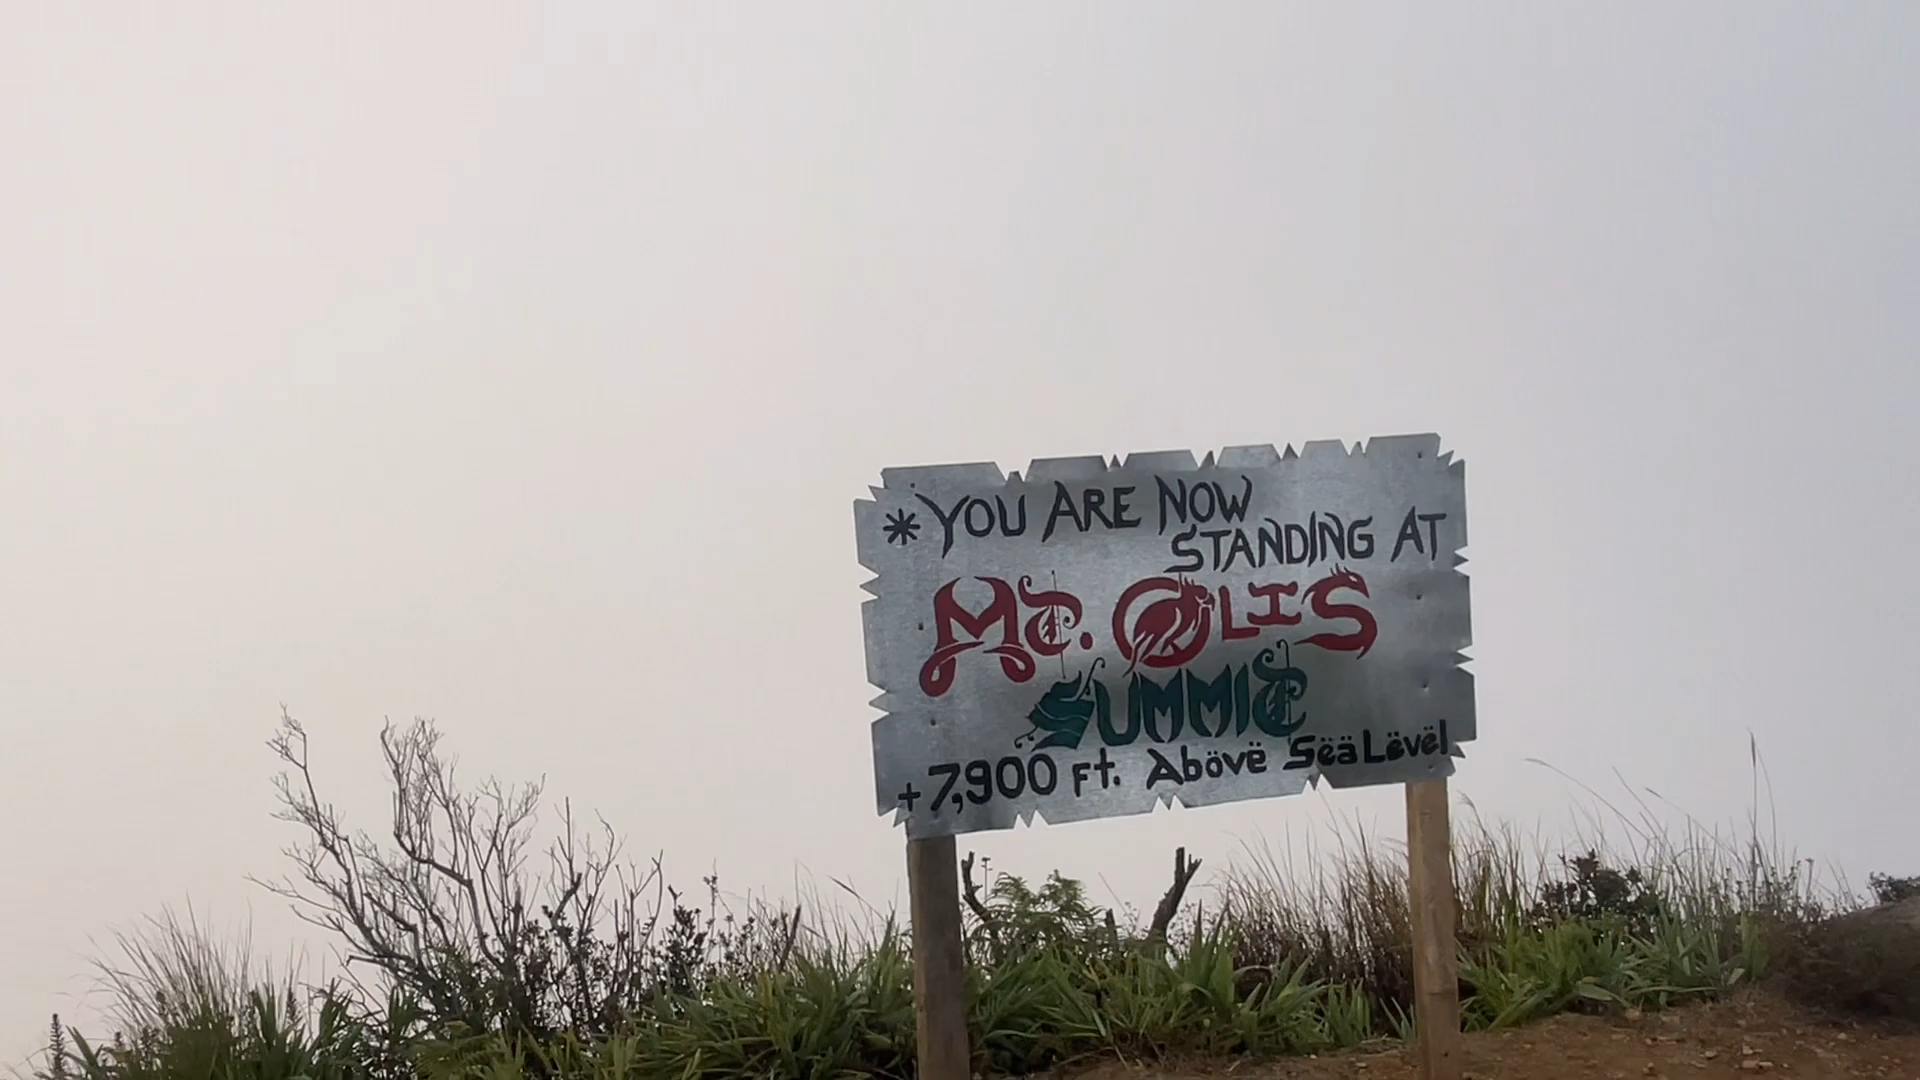 *YOU ARE NOW
STANDING AT
MT. OLIS
SUMMIT
+7,900 Ft. Abövë Sëä Lëvël